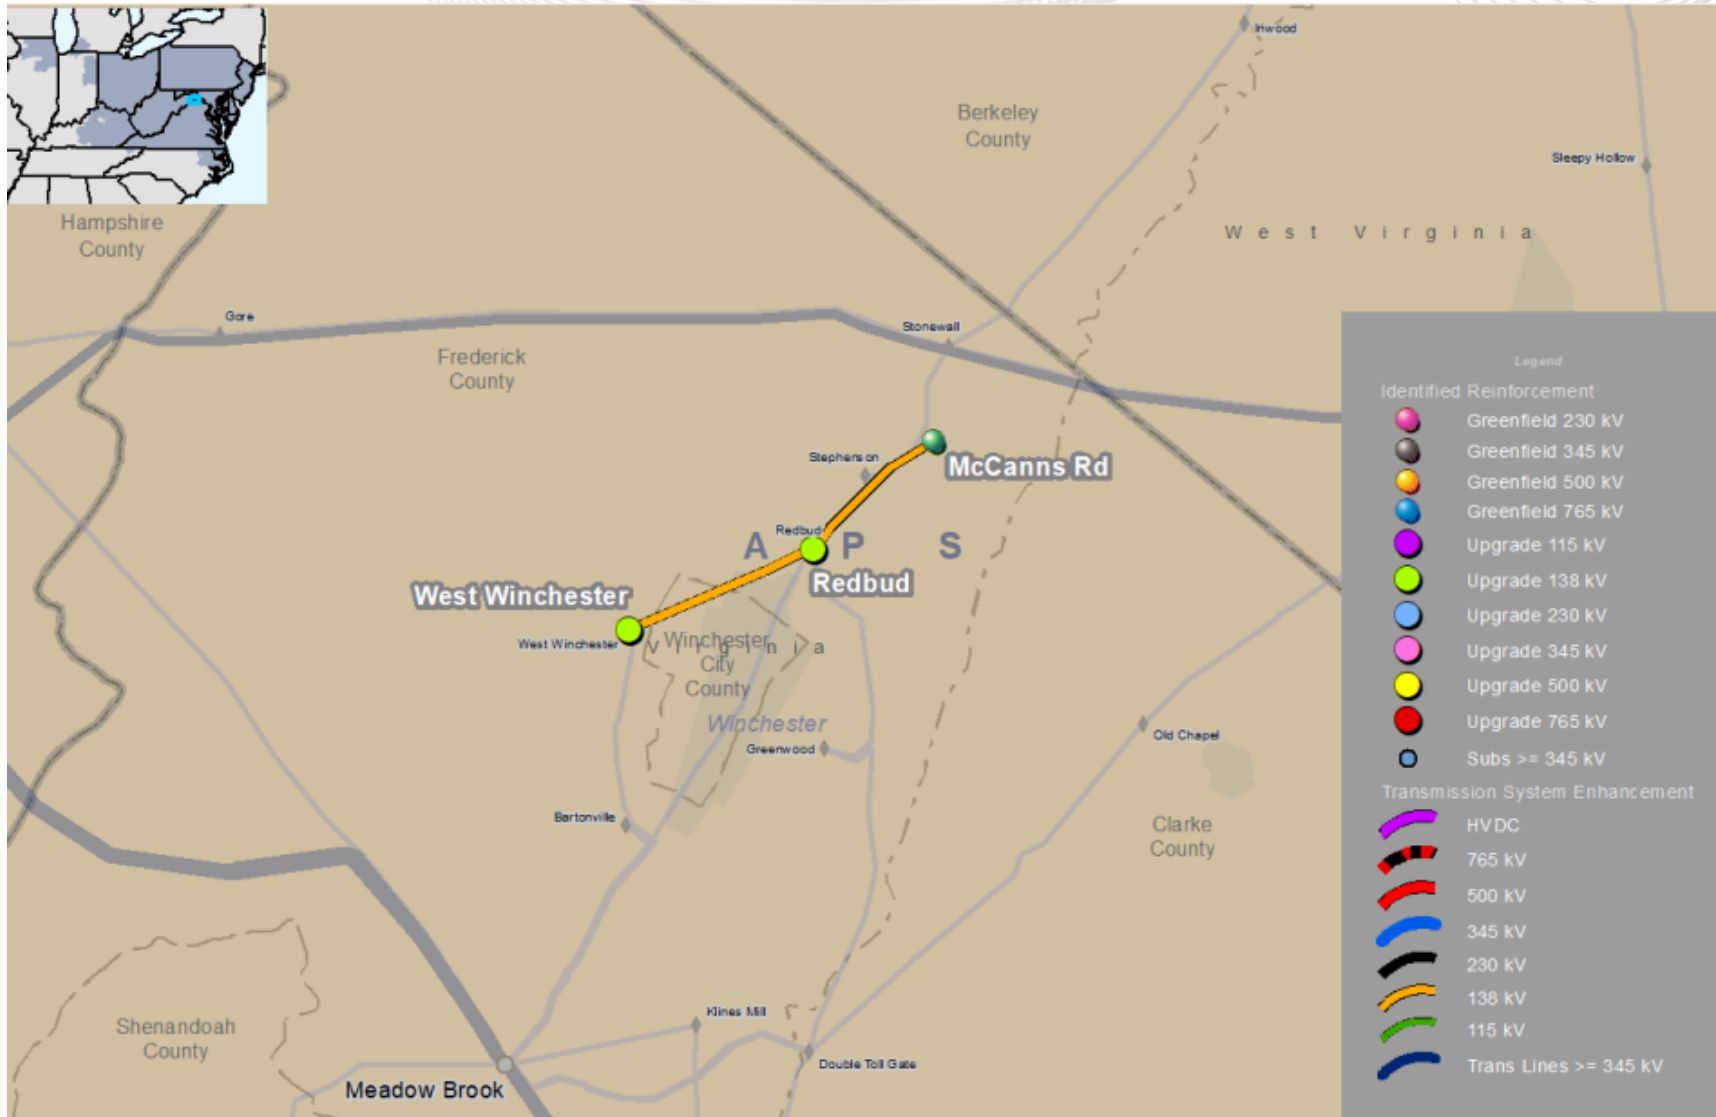 Inwood
Berkeley
County
Sleepy Hollow
Hampshire
County
West Virginia
Gore
Stonewall
Frederick
County
Stephenson
McCanns Rd
Redbud
A P S
Redbud
West Winchester
West Winchester
Virginia
Winchester
City
County
Winchester
Greenwood
Old Chapel
Bartonville
Clarke
County
Klines Mill
Shenandoah
County
Double Toll Gate
Meadow Brook
Legend
Identified Reinforcement
Greenfield 230 kV
Greenfield 345 kV
Greenfield 500 kV
Greenfield 765 kV
Upgrade 115 kV
Upgrade 138 kV
Upgrade 230 kV
Upgrade 345 kV
Upgrade 500 kV
Upgrade 765 kV
Subs >= 345 kV
Transmission System Enhancement
HVDC
765 kV
500 kV
345 kV
230 kV
138 kV
115 kV
Trans Lines >= 345 kV